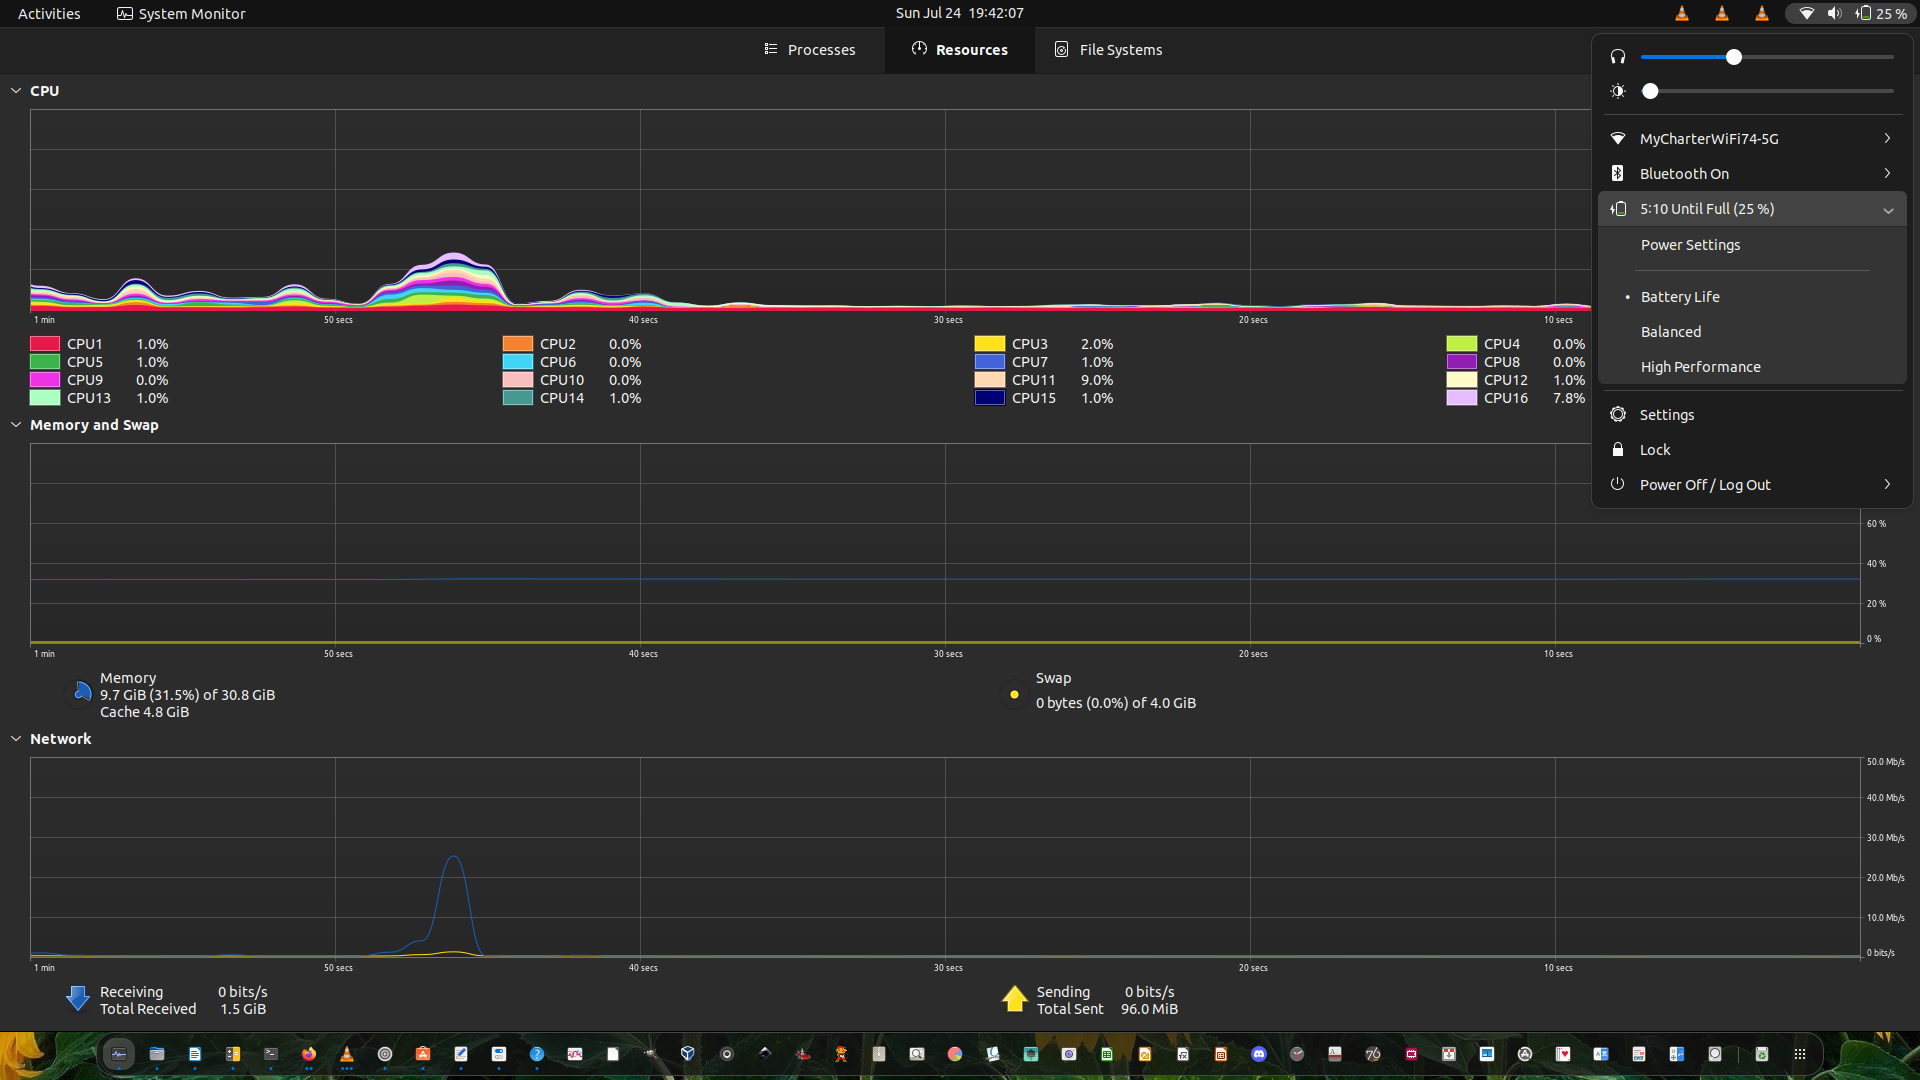 Activities
System Monitor
Sun Jul 24  19:42:07
25 %
Processes
Resources
File Systems
CPU
1 min
50 secs
40 secs
30 secs
20 secs
10 secs
CPU1 1.0%
CPU2 0.0%
CPU3 2.0%
CPU4 0.0%
CPU5 1.0%
CPU6 0.0%
CPU7 1.0%
CPU8 0.0%
CPU9 0.0%
CPU10 0.0%
CPU11 9.0%
CPU12 1.0%
CPU13 1.0%
CPU14 1.0%
CPU15 1.0%
CPU16 7.8%
MyCharterWiFi74-5G
Bluetooth On
5:10 Until Full (25 %)
Power Settings
• Battery Life
Balanced
High Performance
Settings
Lock
Power Off / Log Out
Memory and Swap
60 %
40 %
20 %
0 %
1 min
50 secs
40 secs
30 secs
20 secs
10 secs
Memory
9.7 GiB (31.5%) of 30.8 GiB
Cache 4.8 GiB
Swap
0 bytes (0.0%) of 4.0 GiB
Network
50.0 Mb/s
40.0 Mb/s
30.0 Mb/s
20.0 Mb/s
10.0 Mb/s
0 bits/s
1 min
50 secs
40 secs
30 secs
20 secs
10 secs
Receiving 0 bits/s
Total Received 1.5 GiB
Sending 0 bits/s
Total Sent 96.0 MiB